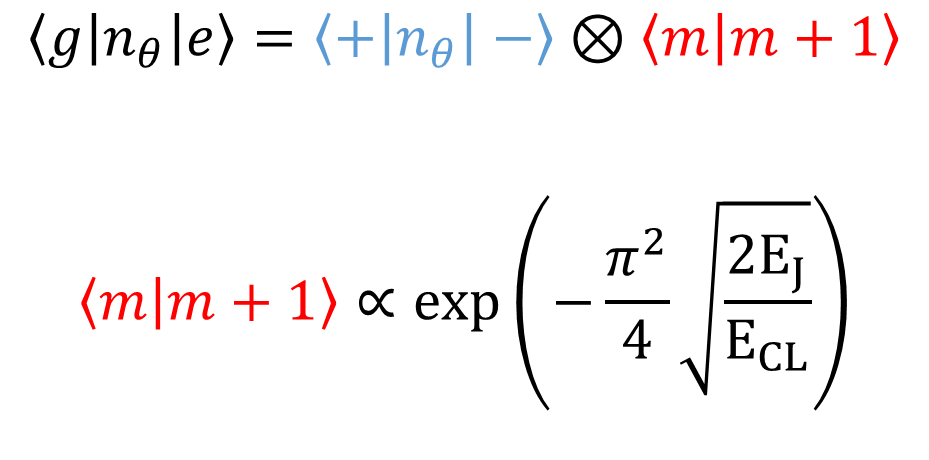 ⟨g|n_θ|e⟩ = ⟨+|n_θ|−⟩ ⊗ ⟨m|m + 1⟩
⟨m|m + 1⟩ ∝ exp(−π²/4 √(2E_J/E_CL))